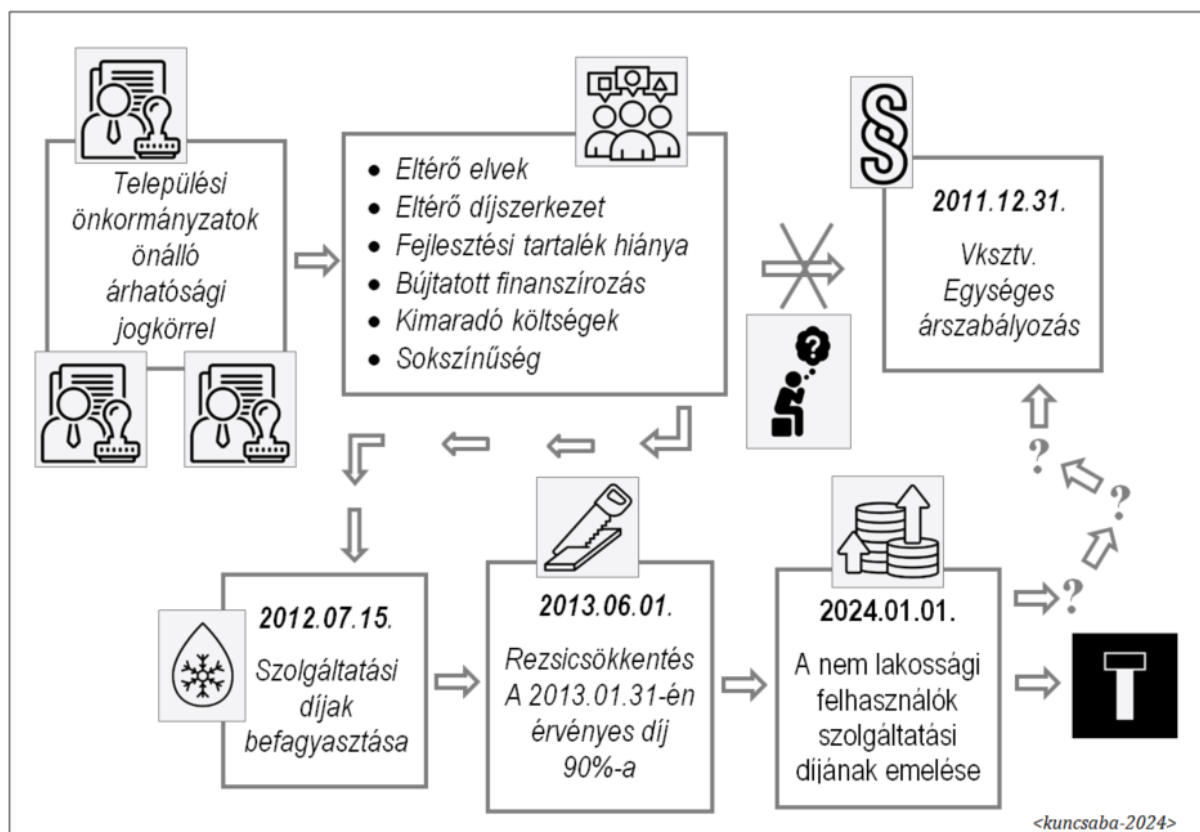 Települési
önkormányzatok
önálló
árhatósági
jogkörrel
• Eltérő elvek
• Eltérő díjszerkezet
• Fejlesztési tartalék hiánya
• Bújtatott finanszírozás
• Kimaradó költségek
• Sokszínűség
2011.12.31.
Vksztv.
Egységes
árszabályozás
?
2012.07.15.
Szolgáltatási
díjak
befagyasztása
2013.06.01.
Rezsicsökkentés
A 2013.01.31-én
érvényes díj
90%-a
2024.01.01.
A nem lakossági
felhasználók
szolgáltatási
díjának emelése
?
?
?
<kuncsaba-2024>